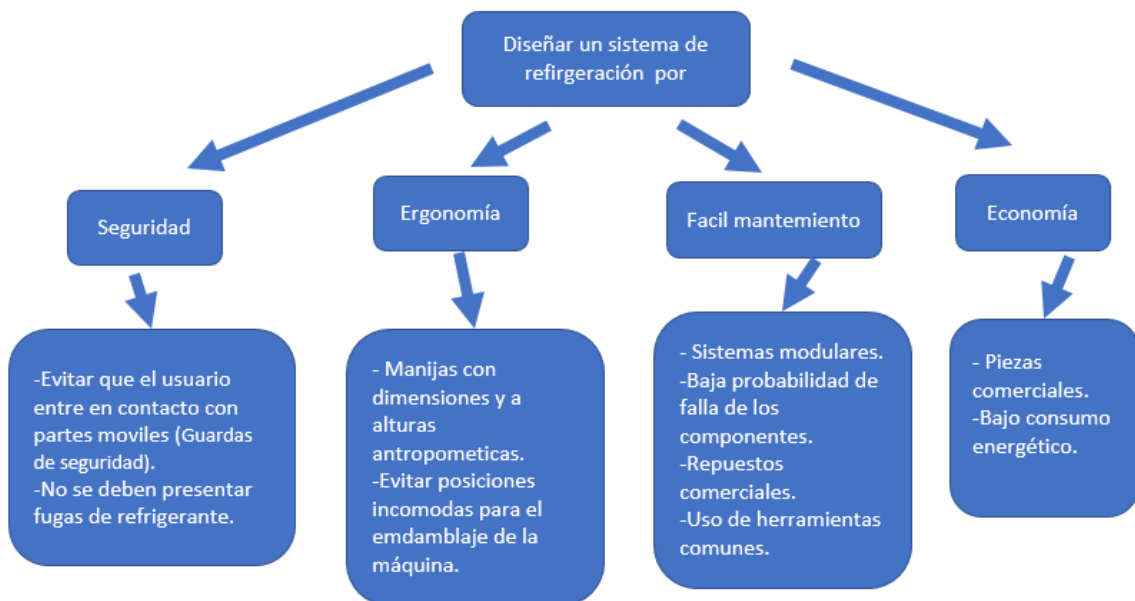 Diseñar un sistema de
refirgeración  por
Seguridad
Ergonomía
Facil mantemiento
Economía
-Evitar que el usuario
entre en contacto con
partes moviles (Guardas
de seguridad).
-No se deben presentar
fugas de refrigerante.
- Manijas con
dimensiones y a
alturas
antropometicas.
-Evitar posiciones
incomodas para el
emdamblaje de la
máquina.
- Sistemas modulares.
-Baja probabilidad de
falla de los
componentes.
-Repuestos
comerciales.
-Uso de herramientas
comunes.
- Piezas
comerciales.
-Bajo consumo
energético.